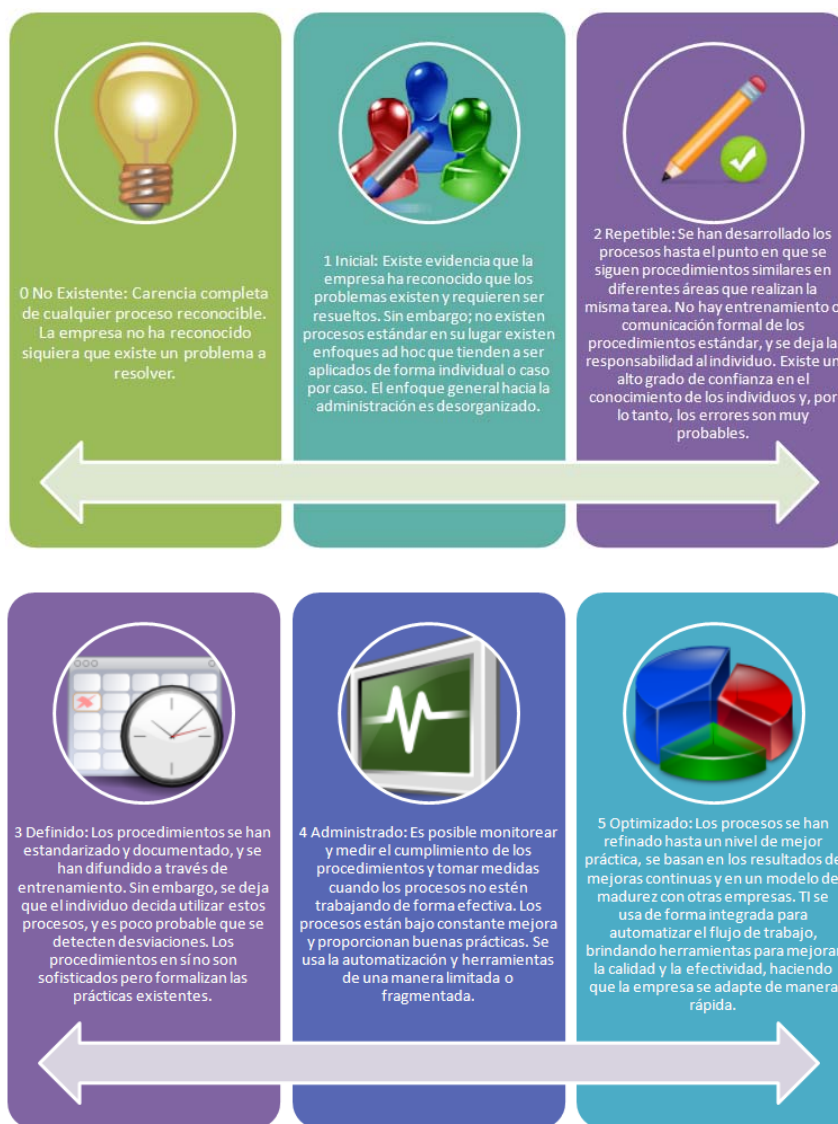 0 No Existente: Carencia completa
de cualquier proceso reconocible.
La empresa no ha reconocido
siquiera que existe un problema a
resolver.
1 Inicial: Existe evidencia que la
empresa ha reconocido que los
problemas existen y requieren ser
resueltos. Sin embargo; no existen
procesos estándar en su lugar existen
enfoques ad hoc que tienden a ser
aplicados de forma individual o caso
por caso. El enfoque general hacia la
administración es desorganizado.
2 Repetible: Se han desarrollado los
procesos hasta el punto en que se
siguen procedimientos similares en
diferentes áreas que realizan la
misma tarea. No hay entrenamiento o
comunicación formal de los
procedimientos estándar, y se deja la
responsabilidad al individuo. Existe un
alto grado de confianza en el
conocimiento de los individuos y, por
lo tanto, los errores son muy
probables.
3 Definido: Los procedimientos se han
estandarizado y documentado, y se
han difundido a través de
entrenamiento. Sin embargo, se deja
que el individuo decida utilizar estos
procesos, y es poco probable que se
detecten desviaciones. Los
procedimientos en sí no son
sofisticados pero formalizan las
prácticas existentes.
4 Administrado: Es posible monitorear
y medir el cumplimiento de los
procedimientos y tomar medidas
cuando los procesos no estén
trabajando de forma efectiva. Los
procesos están bajo constante mejora
y proporcionan buenas prácticas. Se
usa la automatización y herramientas
de una manera limitada o
fragmentada.
5 Optimizado: Los procesos se han
refinado hasta un nivel de mejor
práctica, se basan en los resultados de
mejoras continuas y en un modelo de
madurez con otras empresas. TI se
usa de forma integrada para
automatizar el flujo de trabajo,
brindando herramientas para mejorar
la calidad y la efectividad, haciendo
que la empresa se adapte de manera
rápida.